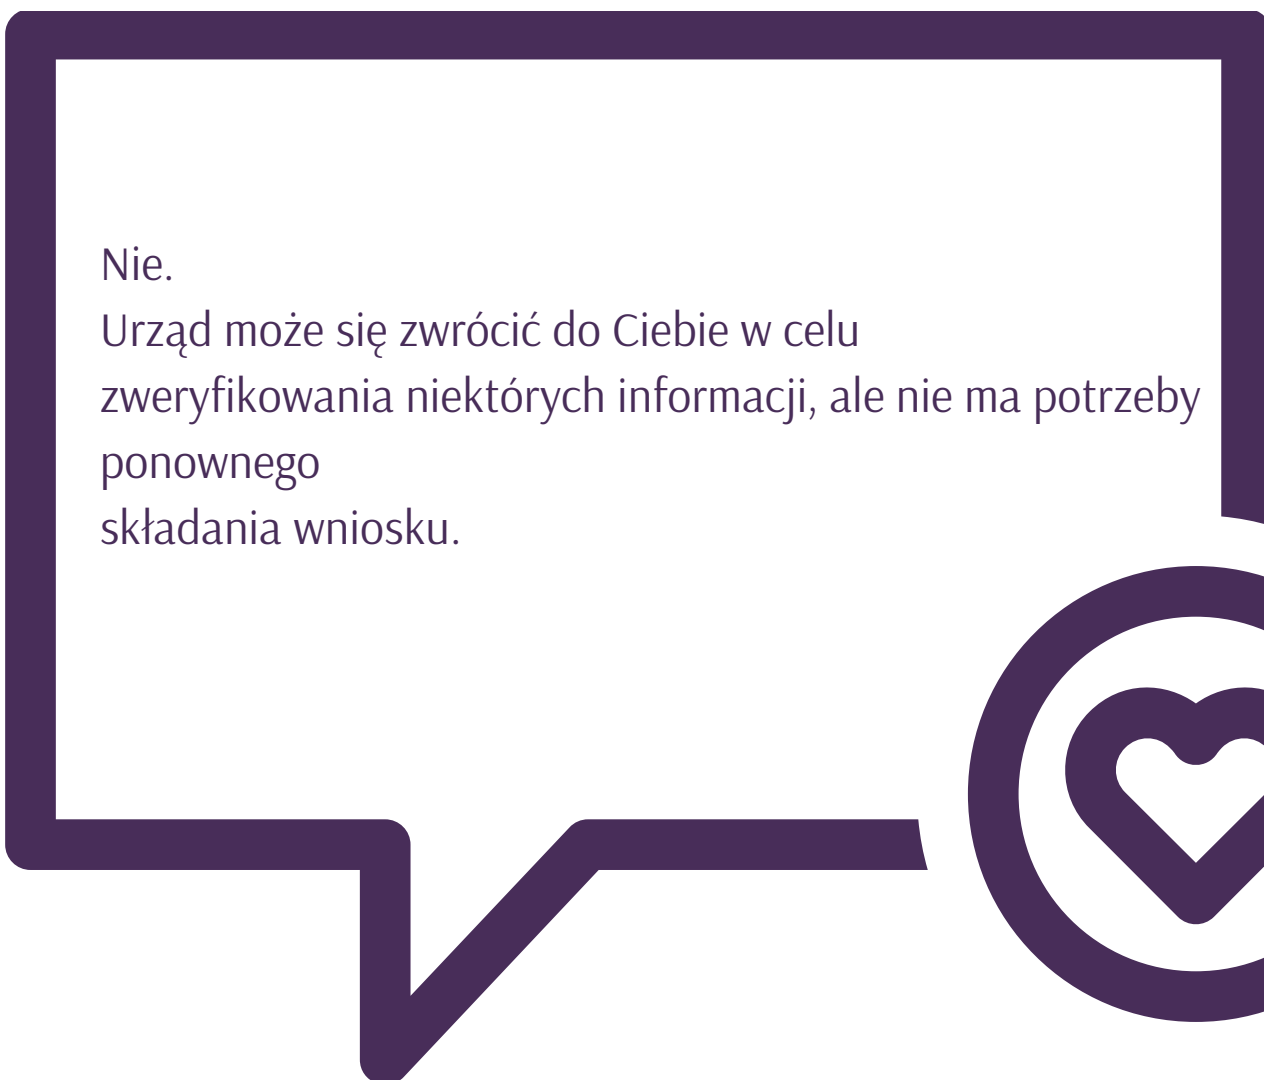 Nie.
Urząd może się zwrócić do Ciebie w celu
zweryfikowania niektórych informacji, ale nie ma potrzeby
ponownego
składania wniosku.